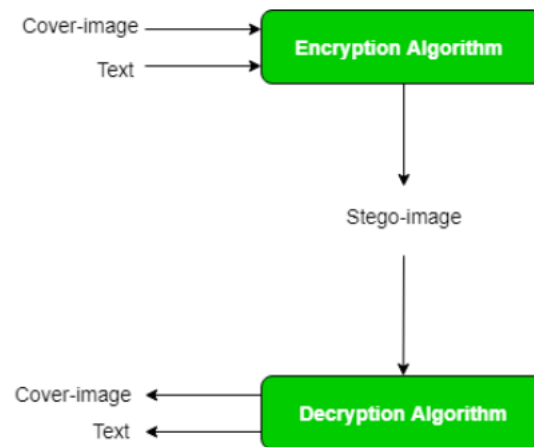 Cover-image
Encryption Algorithm
Text
Stego-image
Cover-image
Decryption Algorithm
Text